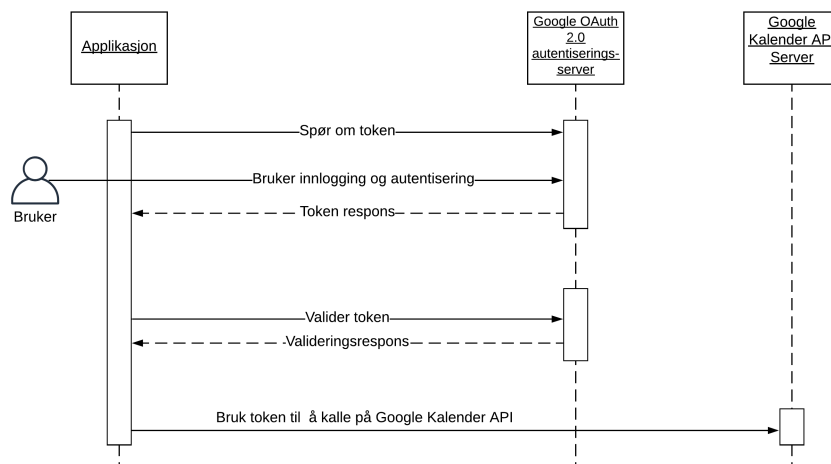 Applikasjon
Google OAuth
2.0
autentiserings-
server
Google
Kalender AP
Server
Spør om token
Bruker innlogging og autentisering
Bruker
Token respons
Valider token
Valideringsrespons
Bruk token til å kalle på Google Kalender API